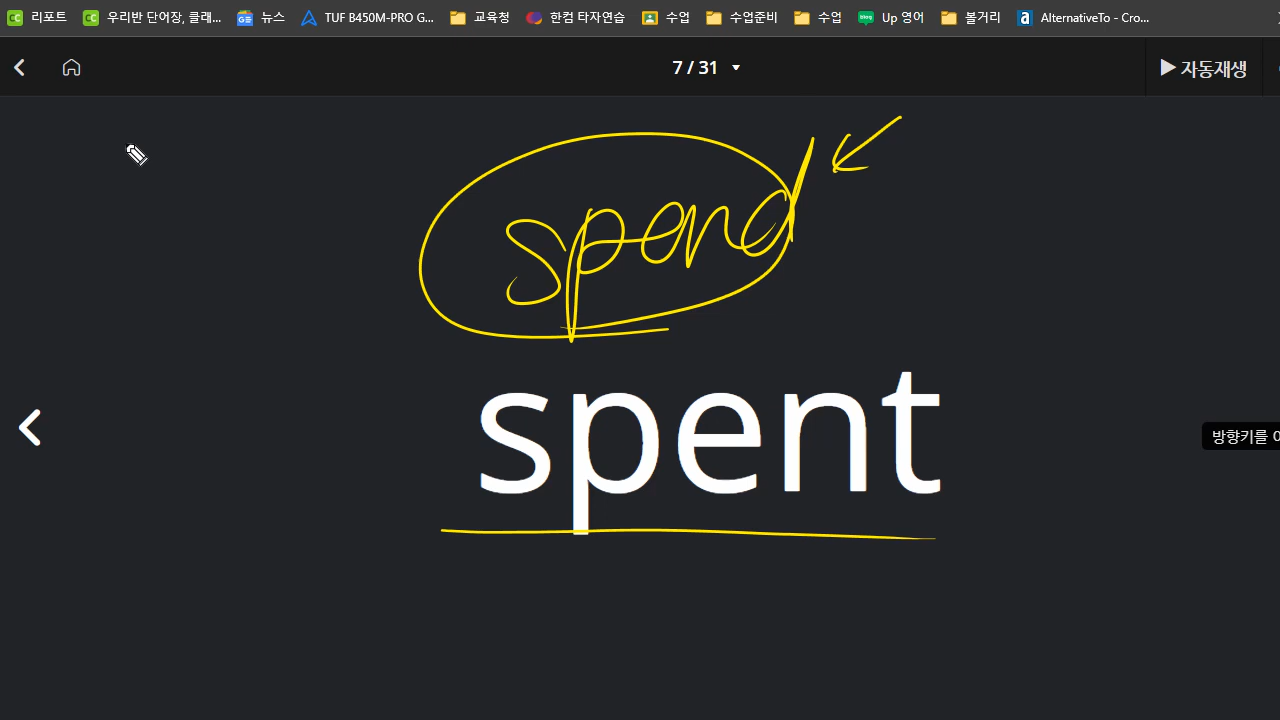 리포트 우리반 단어장, 클래... 뉴스 TUF B450M-PRO G... 교육청 한컴 타자연습 수업 수업준비 수업 Up 영어 볼거리 AlternativeTo - Cro...
7 / 31 자동재생
spend
spent
방향키를